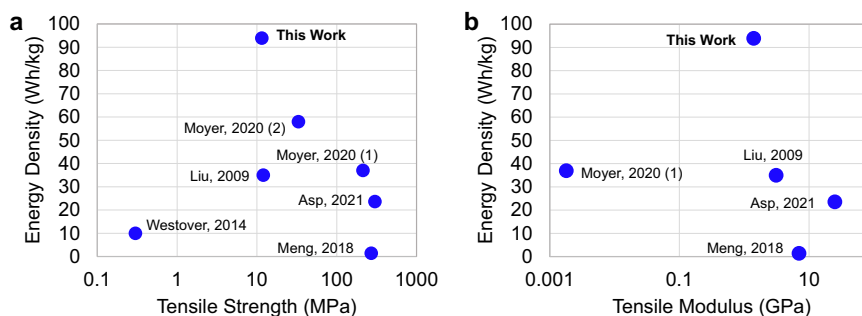 a
100
90
80
70
60
50
40
30
20
10
0
Energy Density (Wh/kg)
This Work
Moyer, 2020 (2)
Moyer, 2020 (1)
Liu, 2009
Asp, 2021
Westover, 2014
Meng, 2018
0.1 1 10 100 1000
Tensile Strength (MPa)
b
100
90
80
70
60
50
40
30
20
10
0
Energy Density (Wh/kg)
This Work
Liu, 2009
Moyer, 2020 (1)
Asp, 2021
Meng, 2018
0.001 0.1 10
Tensile Modulus (GPa)